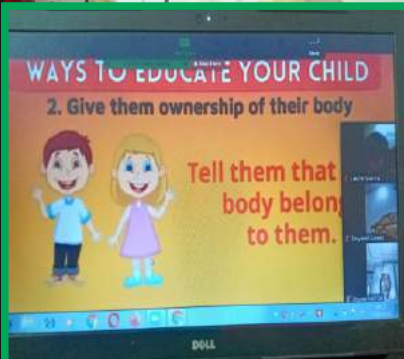 WAYS TO EDUCATE YOUR CHILD
2. Give them ownership of their body
Tell them that
body belong
to them.
DELL